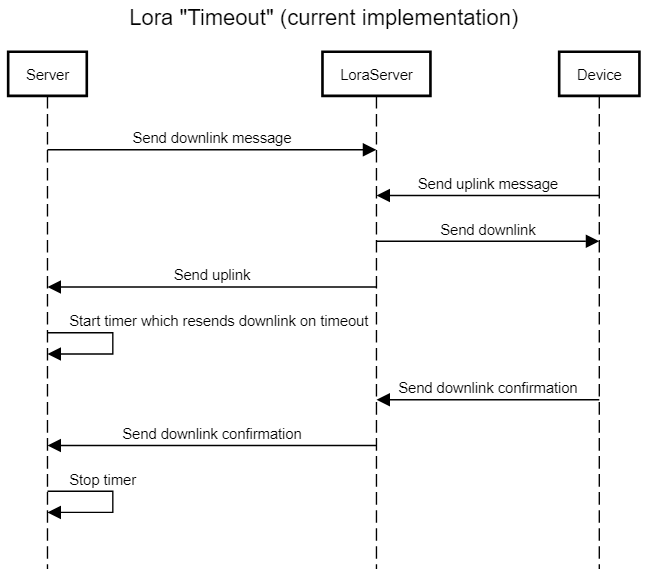 Lora "Timeout" (current implementation)
Server
LoraServer
Device
Send downlink message
Send uplink message
Send downlink
Send uplink
Start timer which resends downlink on timeout
Send downlink confirmation
Send downlink confirmation
Stop timer